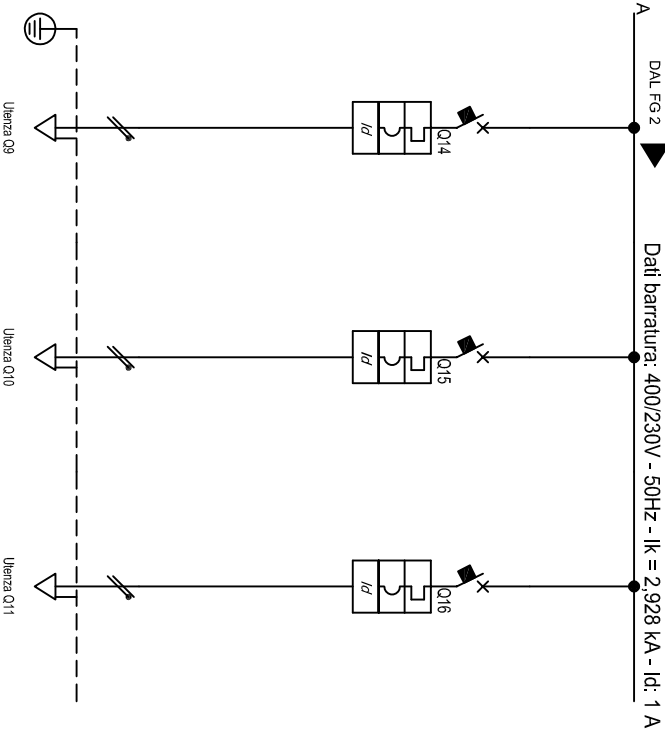 A
DAL FG 2
Dati barratura: 400/230V - 50Hz - Ik = 2,928 kA - Id: 1 A
Q14
Id
Q15
Id
Q16
Id
Utenza Q9
Utenza Q10
Utenza Q11